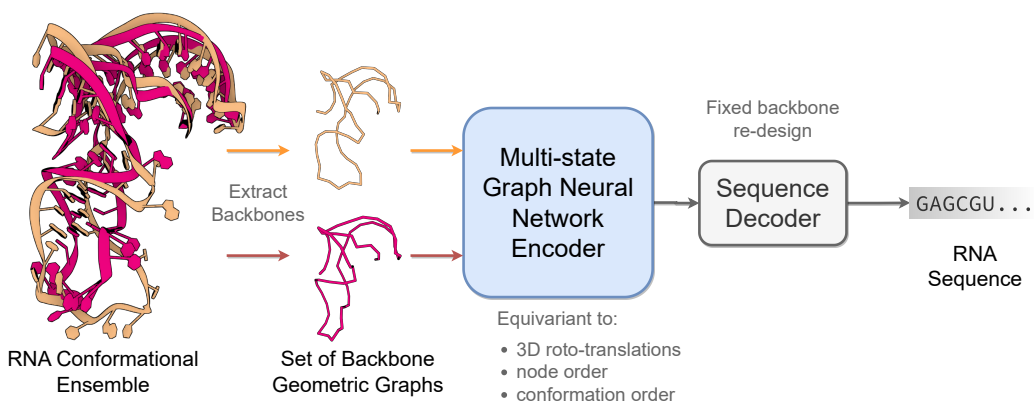 RNA Conformational
Ensemble
Extract
Backbones
Set of Backbone
Geometric Graphs
Multi-state
Graph Neural
Network
Encoder
Equivariant to:
• 3D roto-translations
• node order
• conformation order
Fixed backbone
re-design
Sequence
Decoder
GAGCGU...
RNA
Sequence